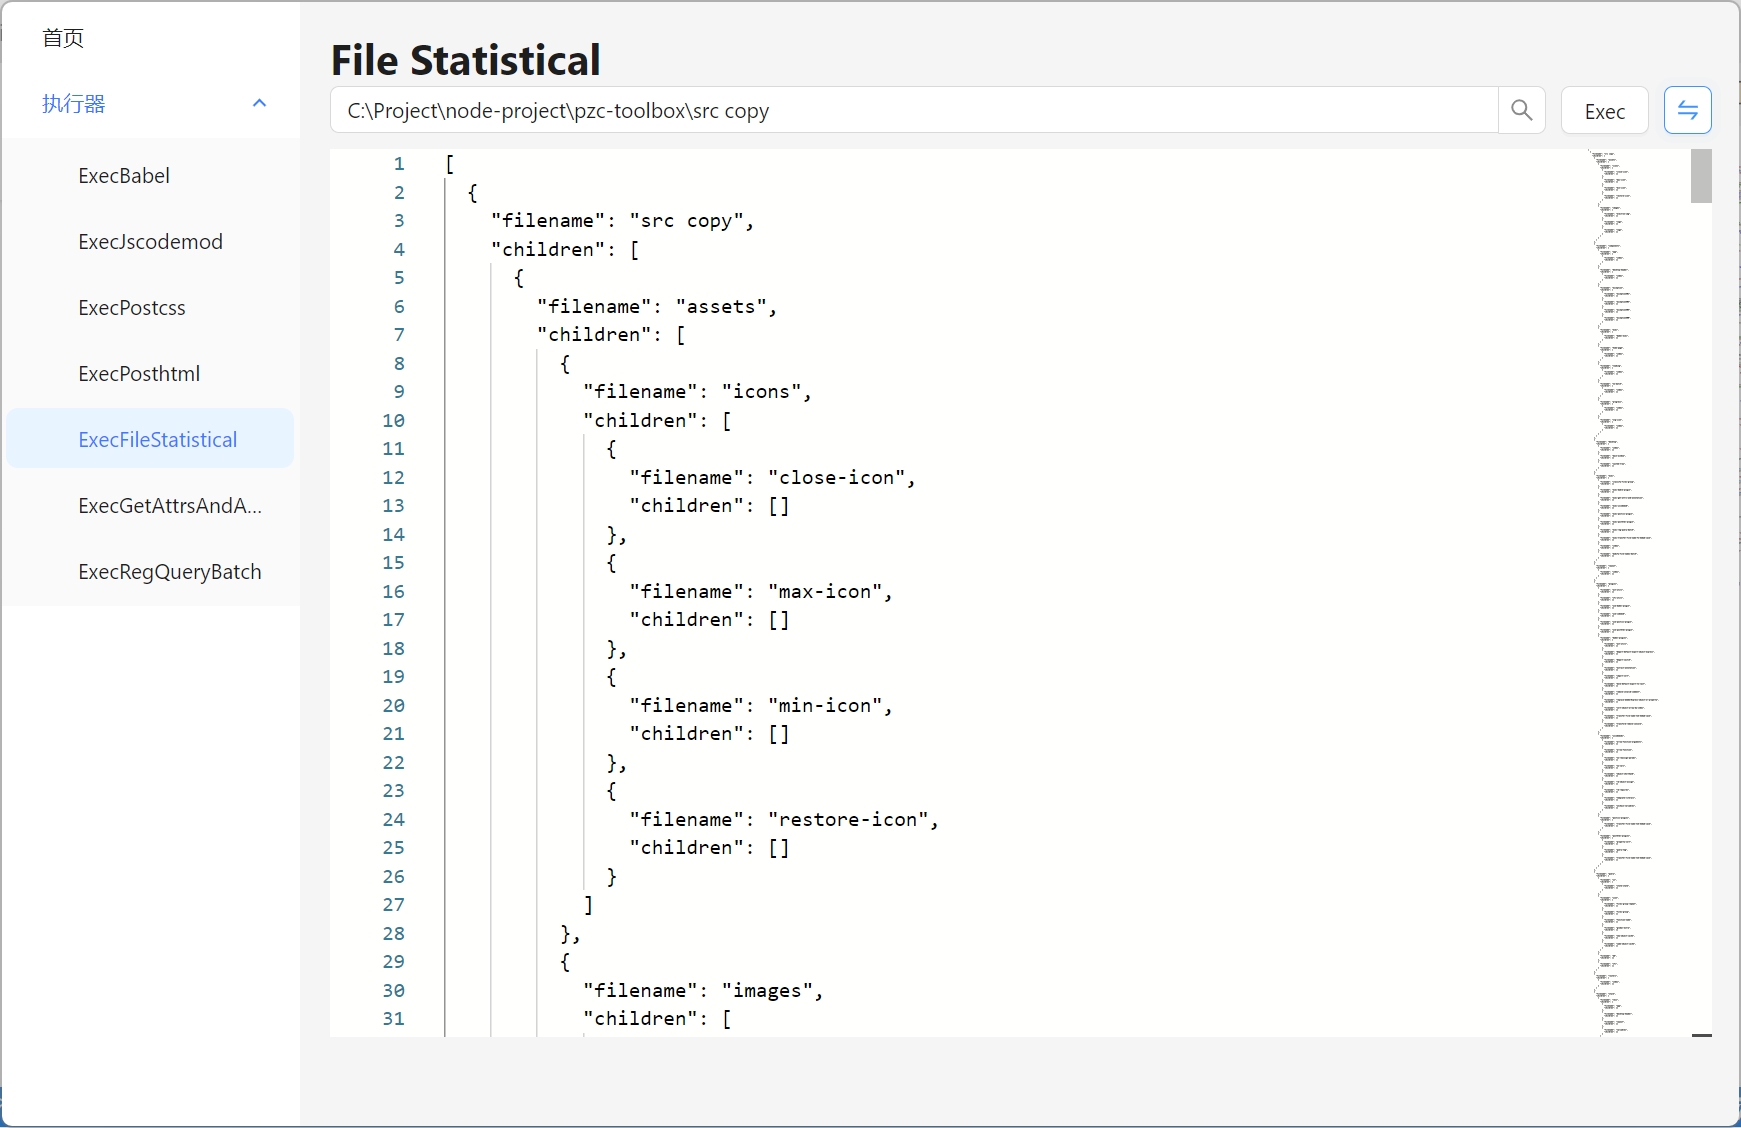 首页
执行器
ExecBabel
ExecJscodemod
ExecPostcss
ExecPosthtml
ExecFileStatistical
ExecGetAttrsAndA...
ExecRegQueryBatch
File Statistical
C:\Project\node-project\pzc-toolbox\src copy
Exec
1 [
2 {
3 "filename": "src copy",
4 "children": [
5 {
6 "filename": "assets",
7 "children": [
8 {
9 "filename": "icons",
10 "children": [
11 {
12 "filename": "close-icon",
13 "children": []
14 },
15 {
16 "filename": "max-icon",
17 "children": []
18 },
19 {
20 "filename": "min-icon",
21 "children": []
22 },
23 {
24 "filename": "restore-icon",
25 "children": []
26 }
27 ]
28 },
29 {
30 "filename": "images",
31 "children": [